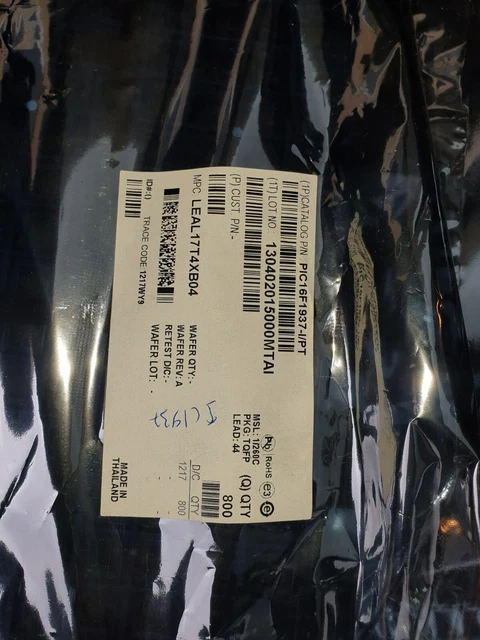 (1P)CATALOG P/N PIC16F1937-I/PT
(1T) LOT NO. 130402015000MTAI
(P)CUST. P/N:-
MPC LEAL17T4XB04
ID#:()
TRACE CODE: 1217WY9
Pb RoHS e3 e
MSL: 1/260C
PKG: TQFP
LEAD: 44
(Q) QTY
800
WAFER QTY:-
WAFER REV: A
RETEST D/C:-
WAFER LOT: -
D/C QTY
1217 800
MADE IN
THAILAND